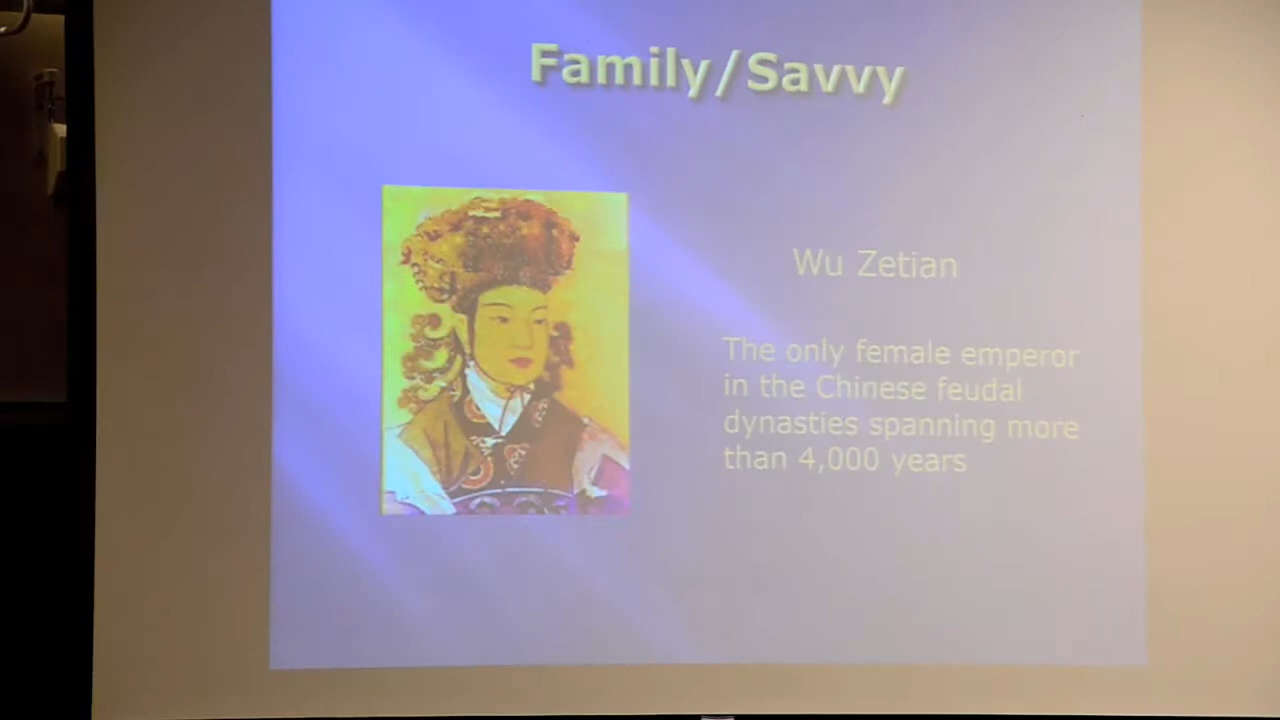 Family/Savvy
Wu Zetian
The only female emperor
in the Chinese feudal
dynasties spanning more
than 4,000 years